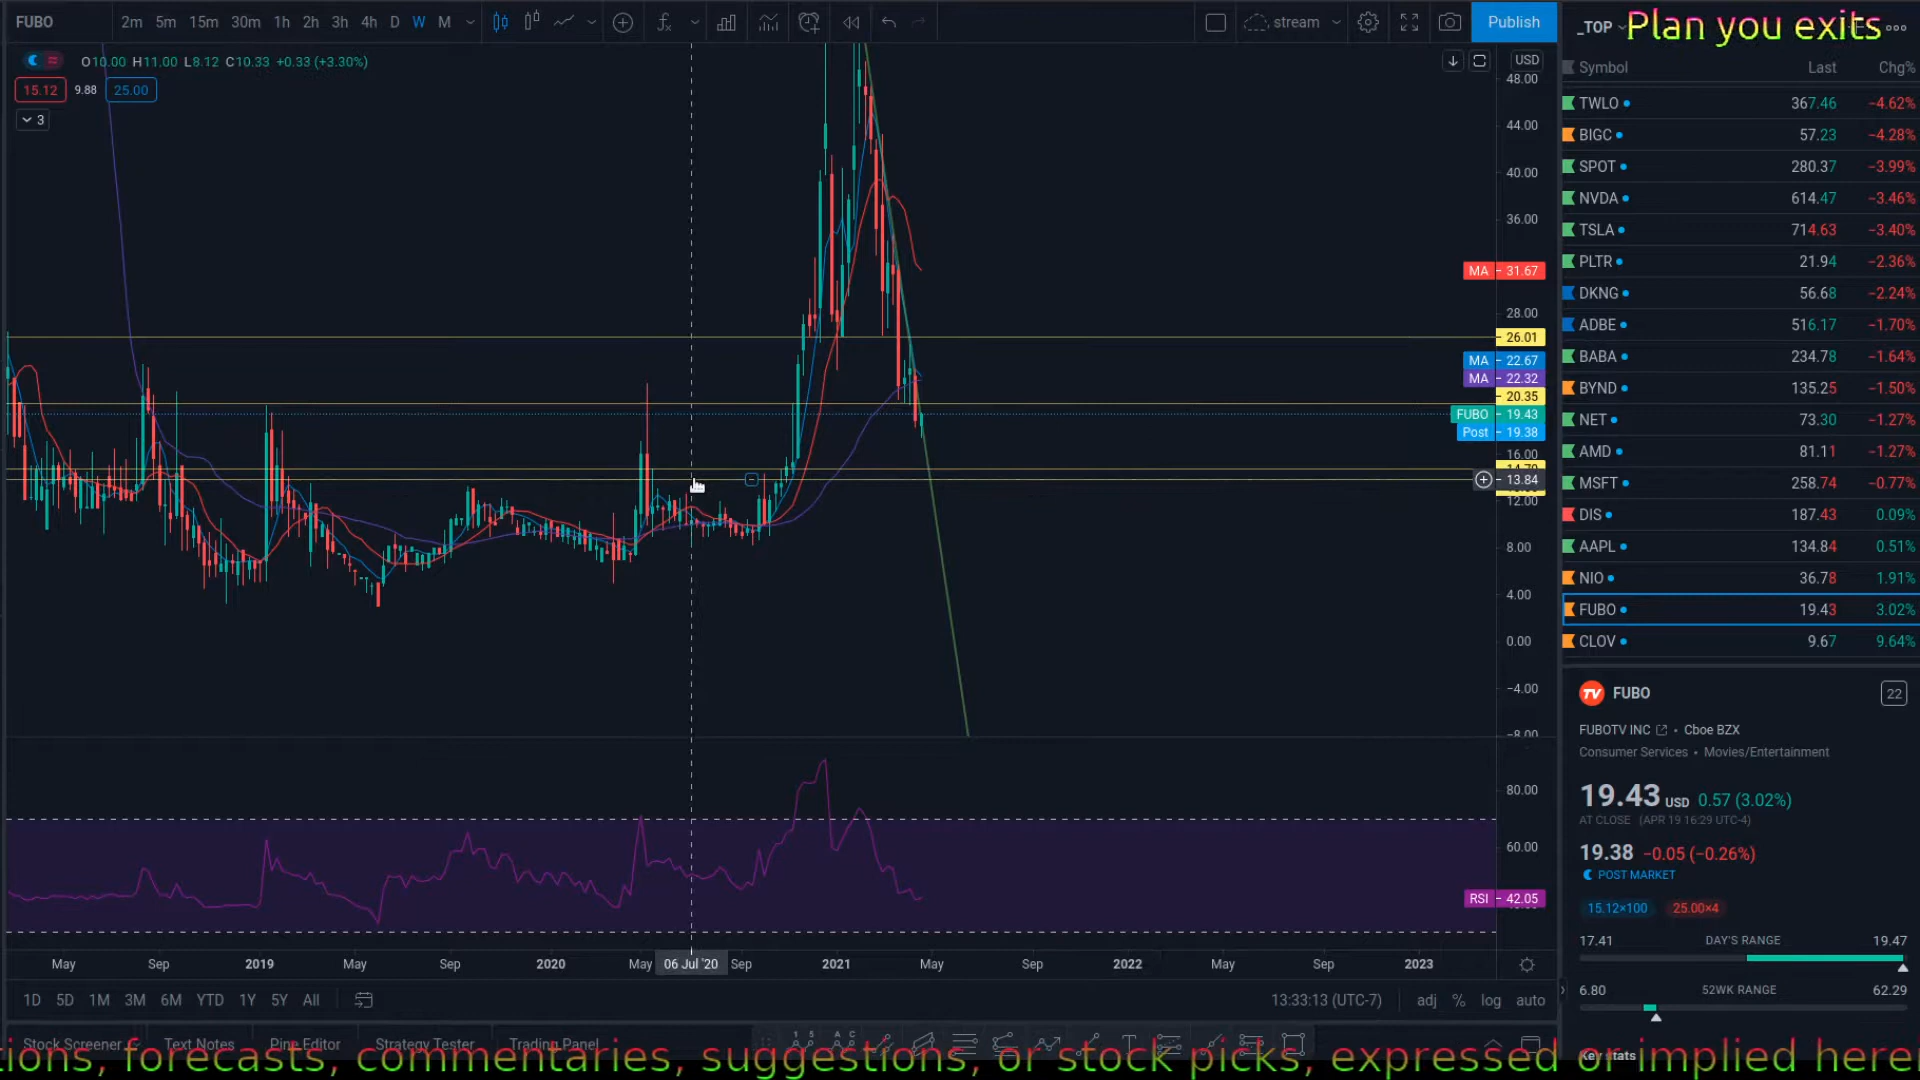 FUBO 2m 5m 15m 30m 1h 2h 3h 4h D W M stream Publish
_TOP Plan you exits
O10.00 H11.00 L8.12 C10.33 +0.33 (+3.30%)
15.12 9.88 25.00
3
USD
48.00
44.00
40.00
36.00
MA 31.67
28.00
26.01
MA 22.67
MA 22.32
20.35
FUBO 19.43
Post 19.38
16.00
13.84
12.00
8.00
4.00
0.00
−4.00
−8.00
80.00
60.00
RSI 42.05
May Sep 2019 May Sep 2020 May 06 Jul '20 Sep 2021 May Sep 2022 May Sep 2023
1D 5D 1M 3M 6M YTD 1Y 5Y All 13:33:13 (UTC-7) adj % log auto
Stock Screener Text Notes Pine Editor Strategy Tester Trading Panel
Symbol Last Chg%
TWLO 367.46 −4.62%
BIGC 57.23 −4.28%
SPOT 280.37 −3.99%
NVDA 614.47 −3.46%
TSLA 714.63 −3.40%
PLTR 21.94 −2.36%
DKNG 56.68 −2.24%
ADBE 516.17 −1.70%
BABA 234.78 −1.64%
BYND 135.25 −1.50%
NET 73.30 −1.27%
AMD 81.11 −1.27%
MSFT 258.74 −0.77%
DIS 187.43 0.09%
AAPL 134.84 0.51%
NIO 36.78 1.91%
FUBO 19.43 3.02%
CLOV 9.67 9.64%
TV FUBO 22
FUBOTV INC • Cboe BZX
Consumer Services • Movies/Entertainment
19.43 USD 0.57 (3.02%)
AT CLOSE (APR 19 16:29 UTC-4)
19.38 −0.05 (−0.26%)
POST MARKET
15.12×100 25.00×4
17.41 DAY'S RANGE 19.47
6.80 52WK RANGE 62.29
Key stats
tions, forecasts, commentaries, suggestions, or stock picks, expressed or implied herei